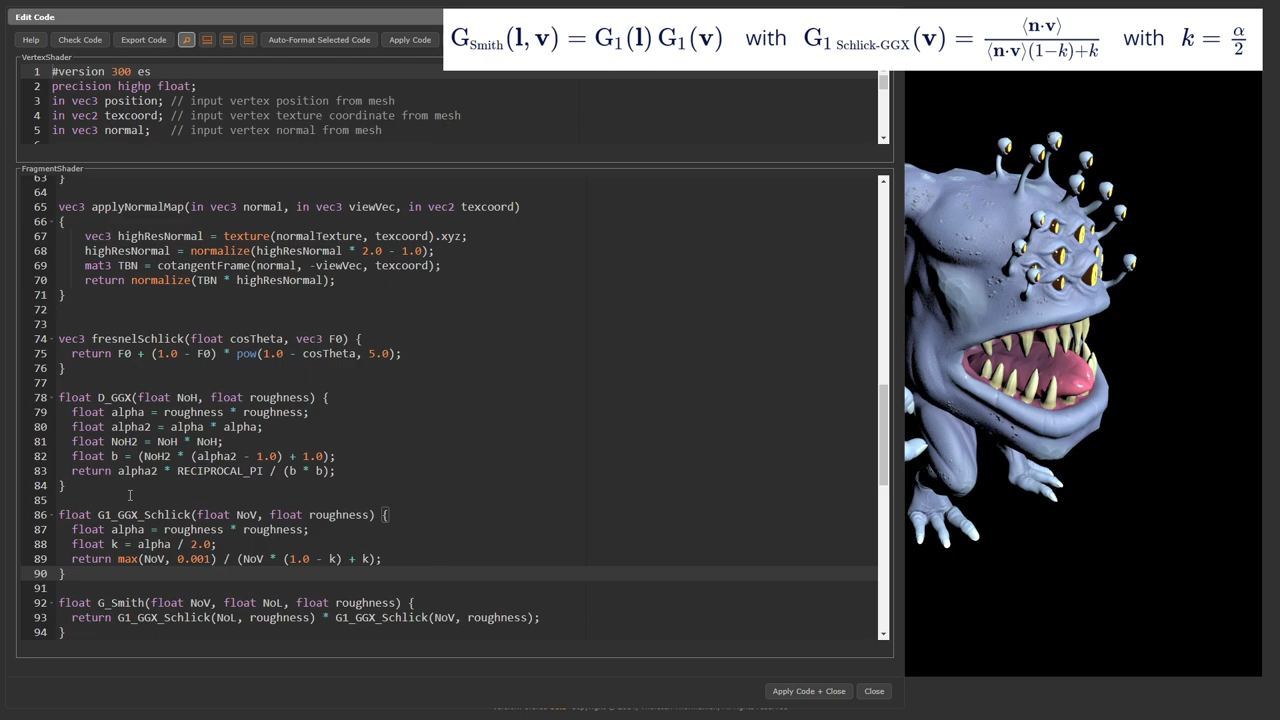 Edit Code
Help Check Code Export Code Auto-Format Selected Code Apply Code
G_Smith(l, v) = G₁(l) G₁(v) with G₁ Schlick-GGX(v) = ⟨n·v⟩ / (⟨n·v⟩(1−k)+k) with k = α/2
VertexShader
1 #version 300 es
2 precision highp float;
3 in vec3 position; // input vertex position from mesh
4 in vec2 texcoord; // input vertex texture coordinate from mesh
5 in vec3 normal;   // input vertex normal from mesh
FragmentShader
63 }
64
65 vec3 applyNormalMap(in vec3 normal, in vec3 viewVec, in vec2 texcoord)
66 {
67     vec3 highResNormal = texture(normalTexture, texcoord).xyz;
68     highResNormal = normalize(highResNormal * 2.0 - 1.0);
69     mat3 TBN = cotangentFrame(normal, -viewVec, texcoord);
70     return normalize(TBN * highResNormal);
71 }
72
73
74 vec3 fresnelSchlick(float cosTheta, vec3 F0) {
75   return F0 + (1.0 - F0) * pow(1.0 - cosTheta, 5.0);
76 }
77
78 float D_GGX(float NoH, float roughness) {
79   float alpha = roughness * roughness;
80   float alpha2 = alpha * alpha;
81   float NoH2 = NoH * NoH;
82   float b = (NoH2 * (alpha2 - 1.0) + 1.0);
83   return alpha2 * RECIPROCAL_PI / (b * b);
84 }
85
86 float G1_GGX_Schlick(float NoV, float roughness) {
87   float alpha = roughness * roughness;
88   float k = alpha / 2.0;
89   return max(NoV, 0.001) / (NoV * (1.0 - k) + k);
90 }
91
92 float G_Smith(float NoV, float NoL, float roughness) {
93   return G1_GGX_Schlick(NoL, roughness) * G1_GGX_Schlick(NoV, roughness);
94 }
Apply Code + Close Close